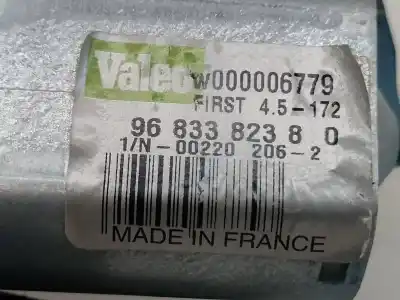 Valeo
W000006779
FIRST 4.5-172
96 833 823 8 0
1/N-00220 206-2
MADE IN FRANCE